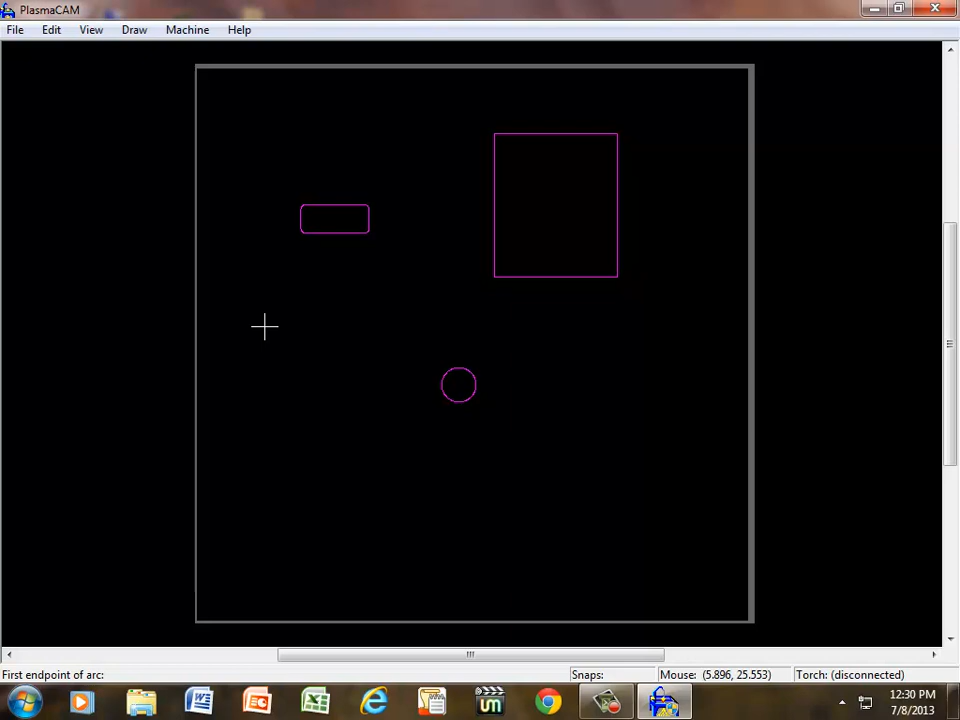 PlasmaCAM
File Edit View Draw Machine Help
First endpoint of arc: Snaps: Mouse: (5.896, 25.553) Torch: (disconnected)
um
12:30 PM
7/8/2013